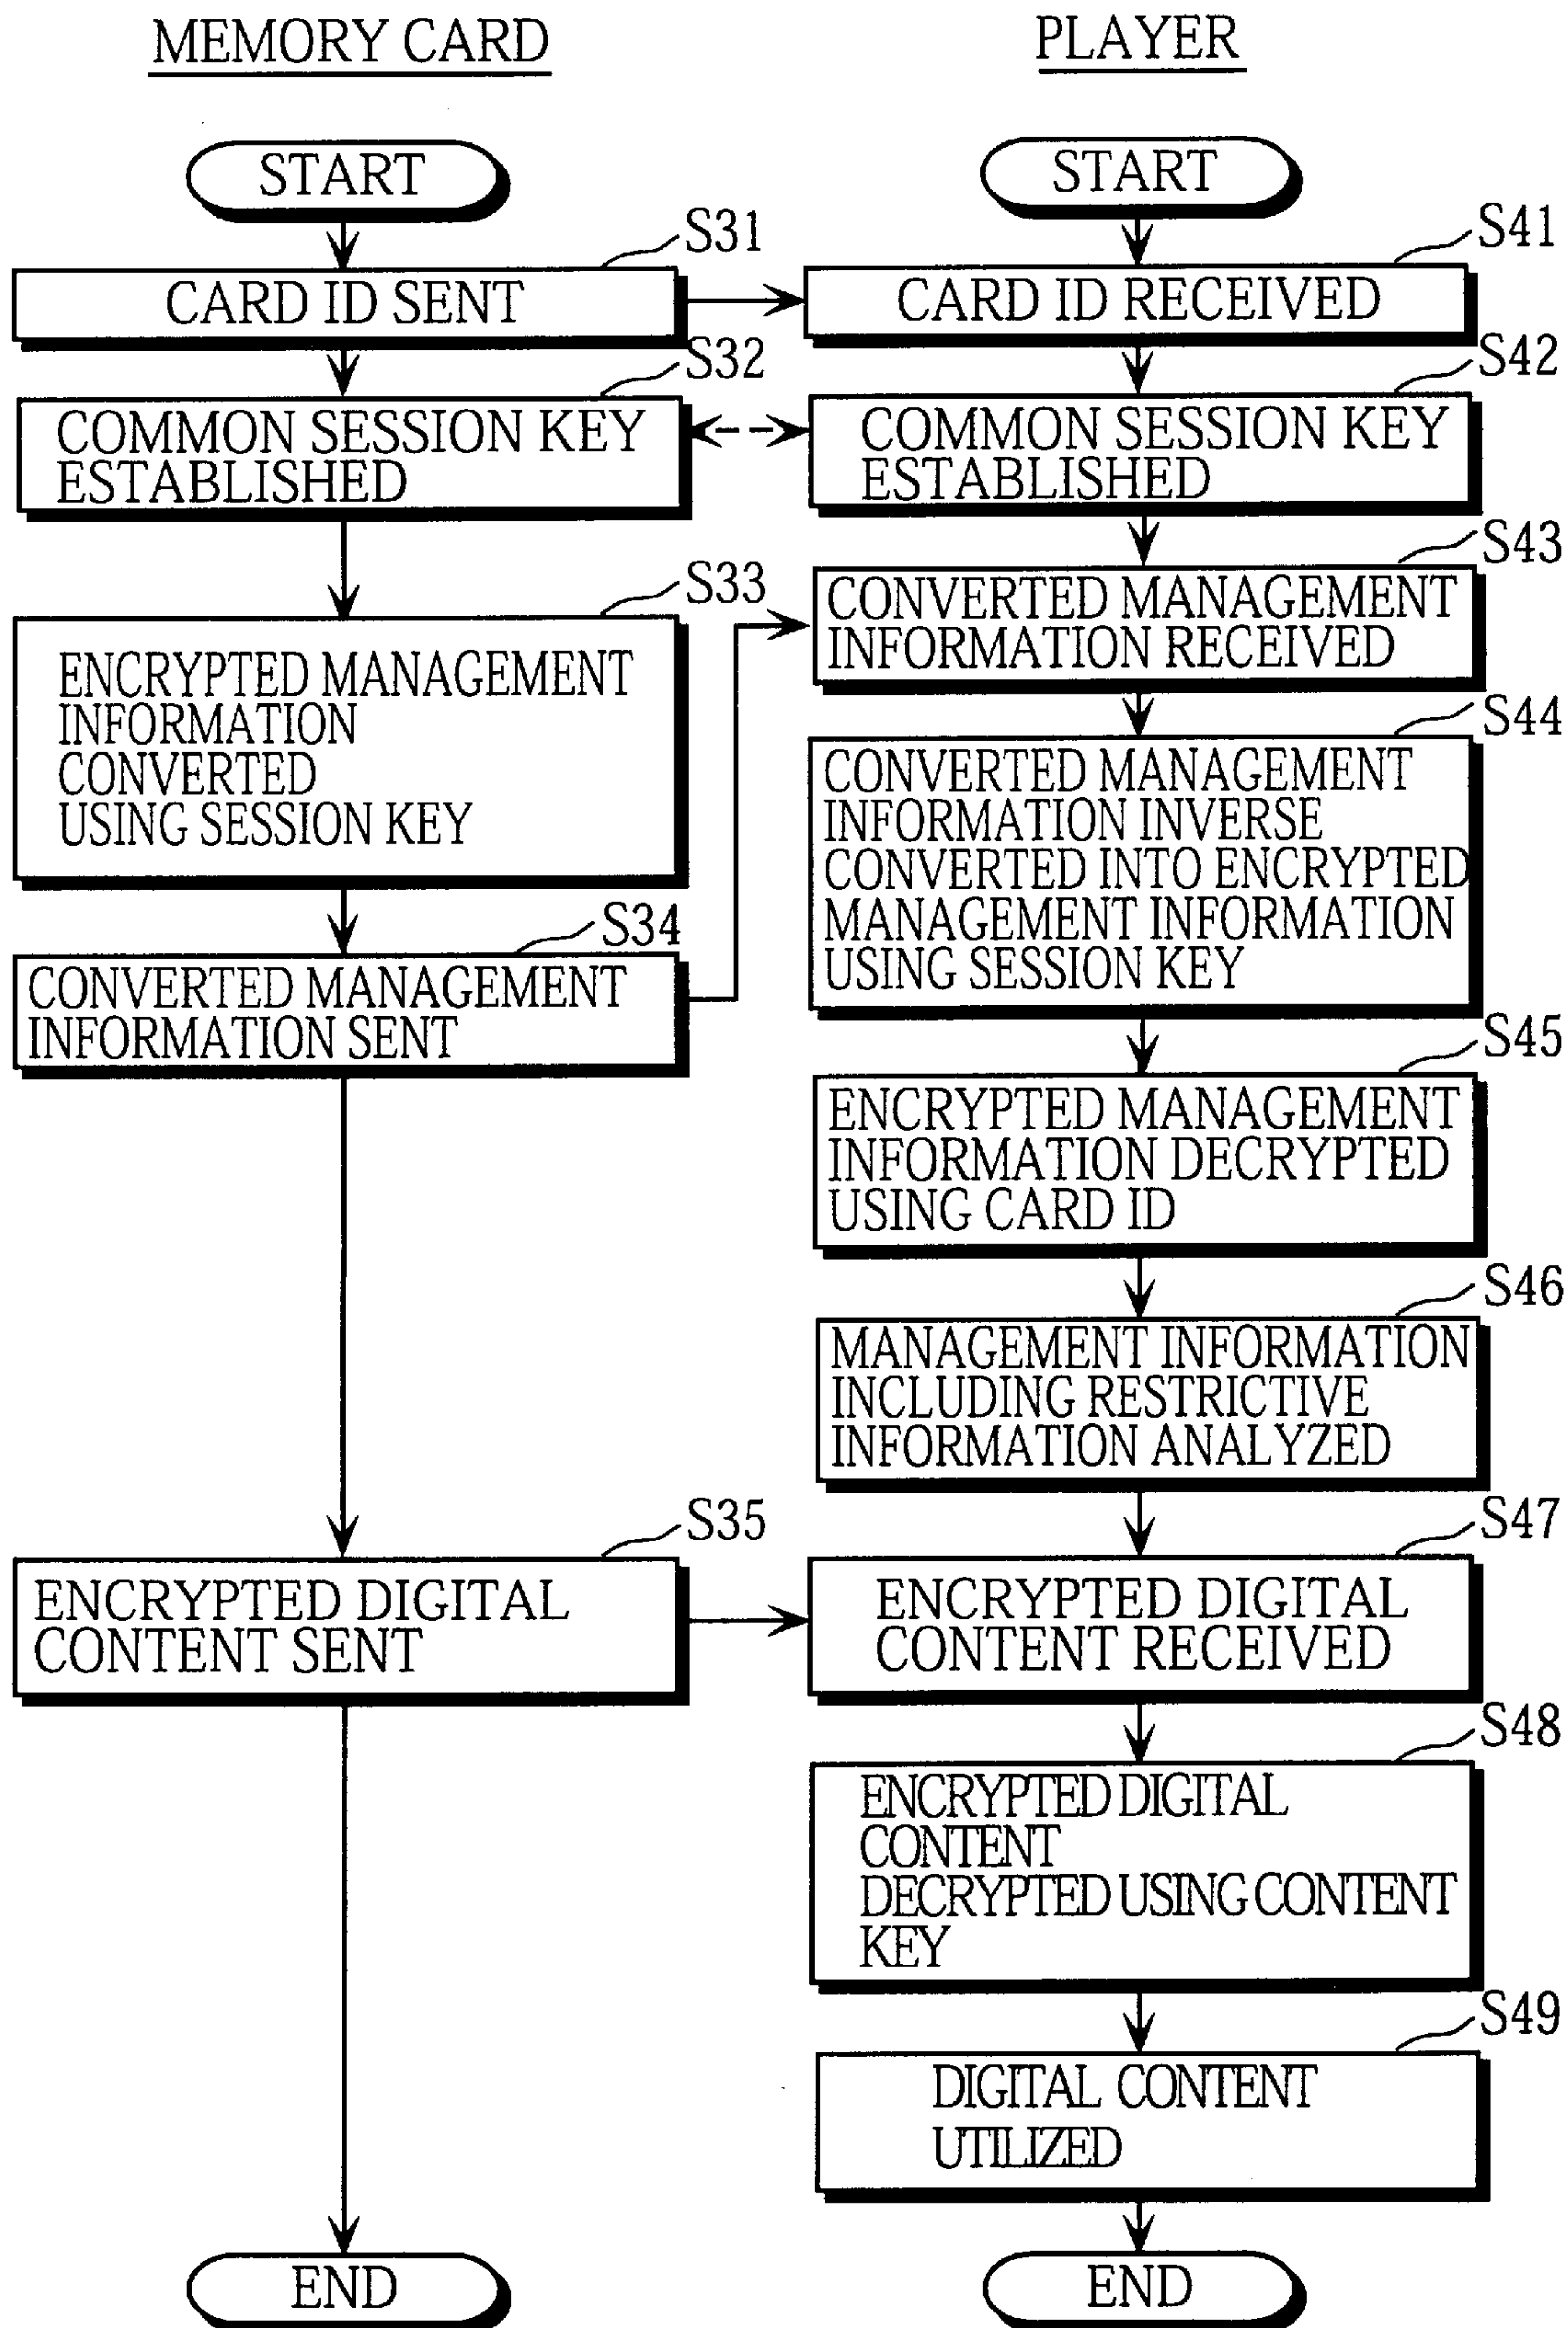 MEMORY CARD
PLAYER
START
START
S31
S41
CARD ID SENT
CARD ID RECEIVED
S32
S42
COMMON SESSION KEY
ESTABLISHED
COMMON SESSION KEY
ESTABLISHED
S33
S43
ENCRYPTED MANAGEMENT
INFORMATION
CONVERTED
USING SESSION KEY
CONVERTED MANAGEMENT
INFORMATION RECEIVED
S44
CONVERTED MANAGEMENT
INFORMATION INVERSE
CONVERTED INTO ENCRYPTED
MANAGEMENT INFORMATION
USING SESSION KEY
S34
CONVERTED MANAGEMENT
INFORMATION SENT
S45
ENCRYPTED MANAGEMENT
INFORMATION DECRYPTED
USING CARD ID
S46
MANAGEMENT INFORMATION
INCLUDING RESTRICTIVE
INFORMATION ANALYZED
S35
S47
ENCRYPTED DIGITAL
CONTENT SENT
ENCRYPTED DIGITAL
CONTENT RECEIVED
S48
ENCRYPTED DIGITAL
CONTENT
DECRYPTED USING CONTENT
KEY
S49
DIGITAL CONTENT
UTILIZED
END
END